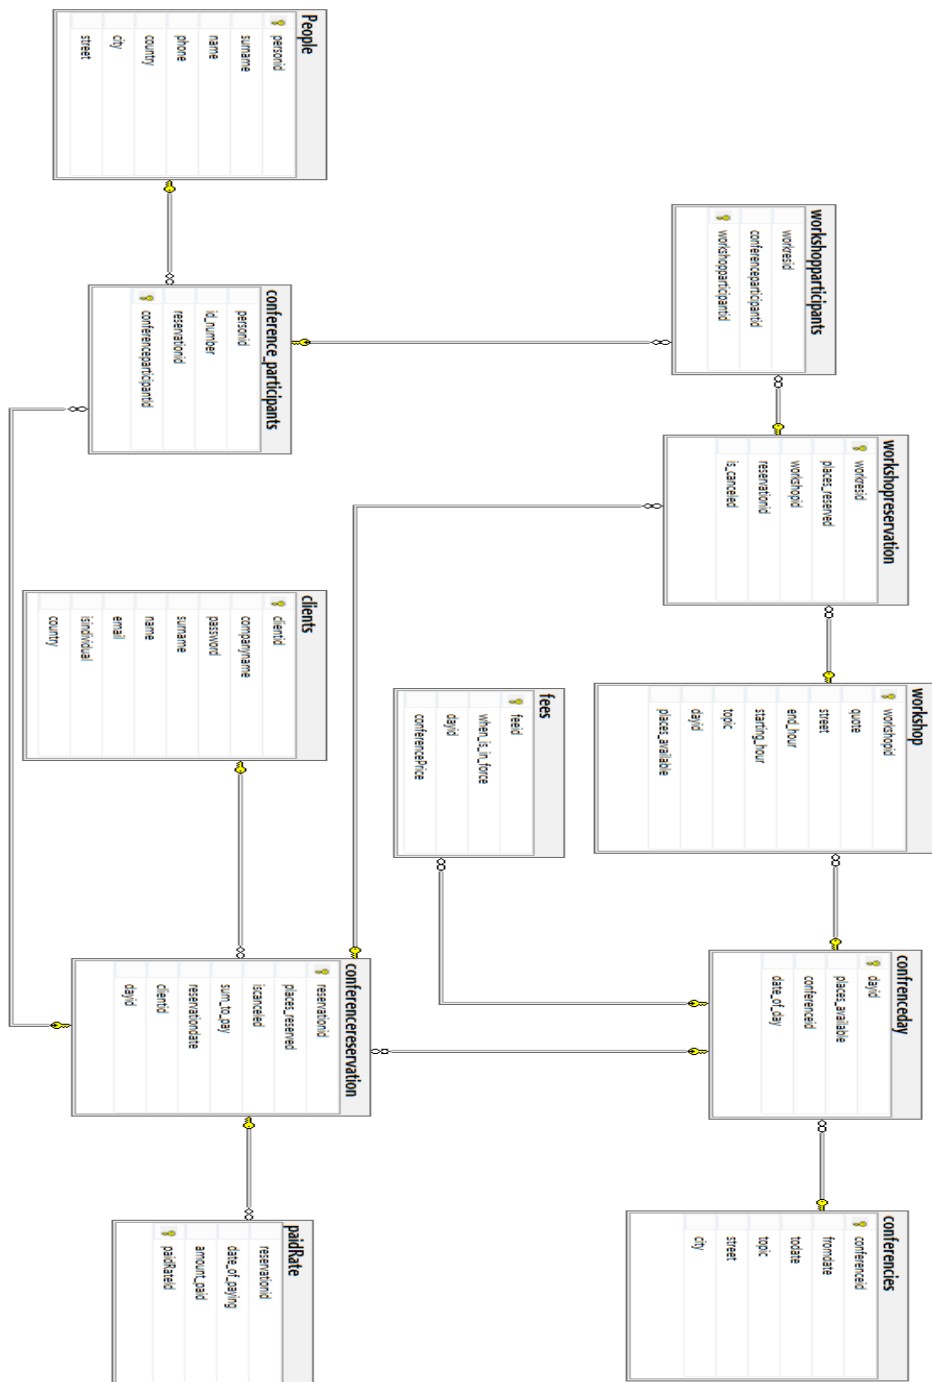 People
personid
surname
name
phone
country
city
street
workshopparticipants
workresid
conferenceparticipantid
workshopparticipantid
conference_participants
personid
id_number
reservationid
conferenceparticipantid
workshopreservation
workresid
places_reserved
workshopid
reservationid
is_canceled
clients
clientid
companyname
password
surname
name
email
isindividual
country
fees
feeid
when_is_in_force
dayid
conferencePrice
workshop
workshopid
quote
street
end_hour
starting_hour
topic
dayid
places_available
conferencereservation
reservationid
places_reserved
iscanceled
sum_to_pay
reservationdate
clientid
dayid
confrenceday
dayid
places_available
conferenceid
date_of_day
paidRate
reservationid
date_of_paying
amount_paid
paidRateId
conferencies
conferenceid
fromdate
todate
topic
street
city